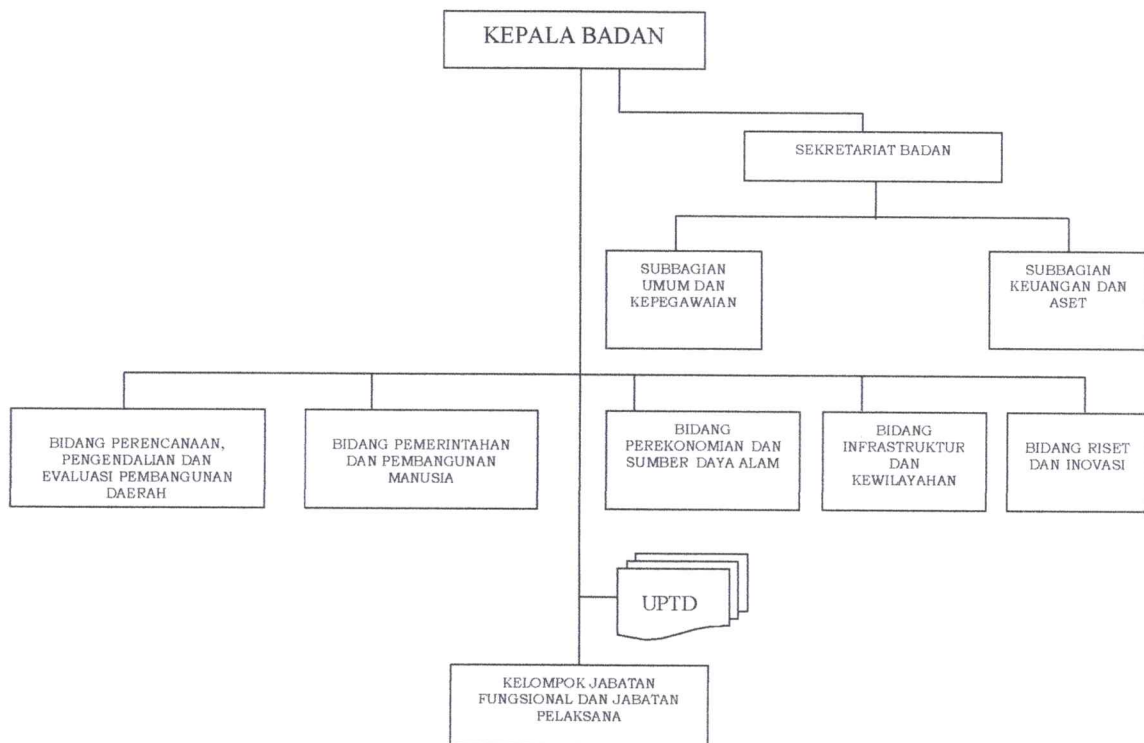 KEPALA BADAN
SEKRETARIAT BADAN
SUBBAGIAN
UMUM DAN
KEPEGAWAIAN
SUBBAGIAN
KEUANGAN DAN
ASET
BIDANG PERENCANAAN,
PENGENDALIAN DAN
EVALUASI PEMBANGUNAN
DAERAH
BIDANG PEMERINTAHAN
DAN PEMBANGUNAN
MANUSIA
BIDANG
PEREKONOMIAN DAN
SUMBER DAYA ALAM
BIDANG
INFRASTRUKTUR
DAN
KEWILAYAHAN
BIDANG RISET
DAN INOVASI
UPTD
KELOMPOK JABATAN
FUNGSIONAL DAN JABATAN
PELAKSANA